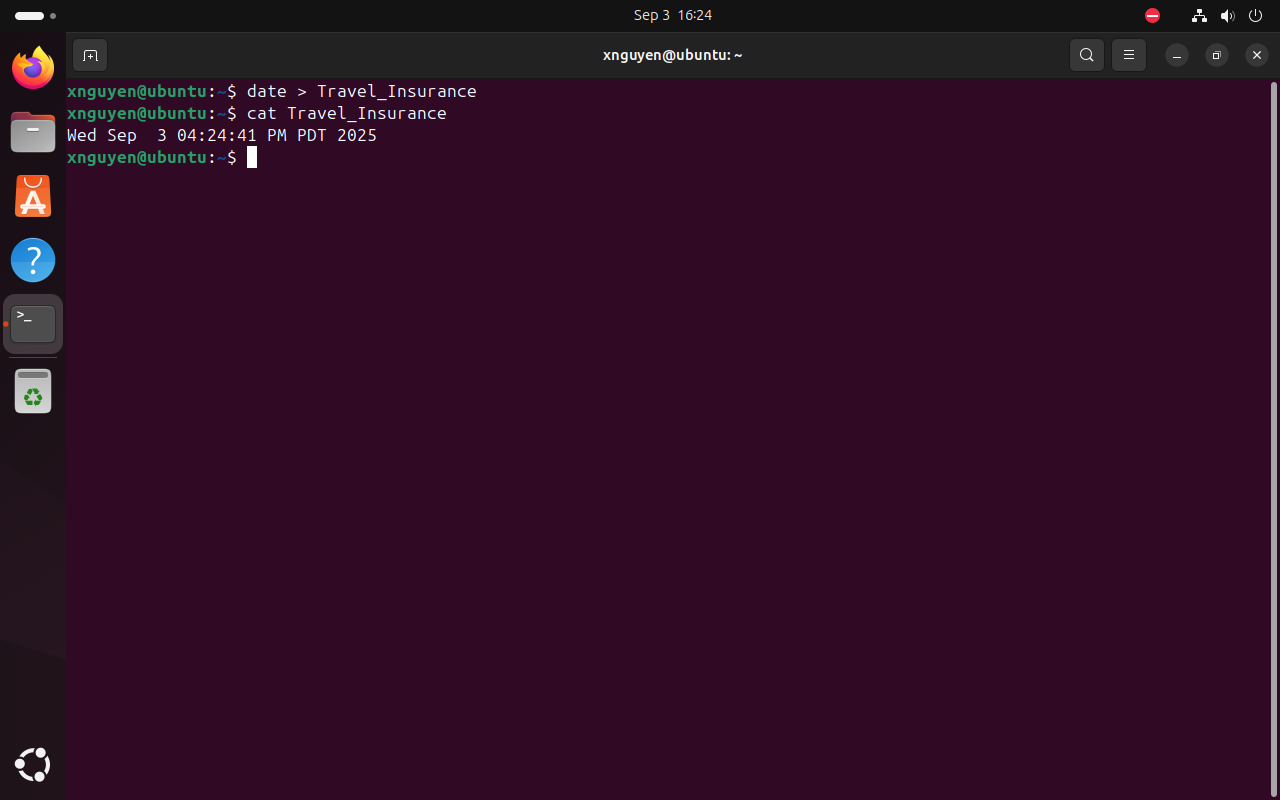 Sep 3 16:24
xnguyen@ubuntu: ~
xnguyen@ubuntu:~$ date > Travel_Insurance
xnguyen@ubuntu:~$ cat Travel_Insurance
Wed Sep  3 04:24:41 PM PDT 2025
xnguyen@ubuntu:~$